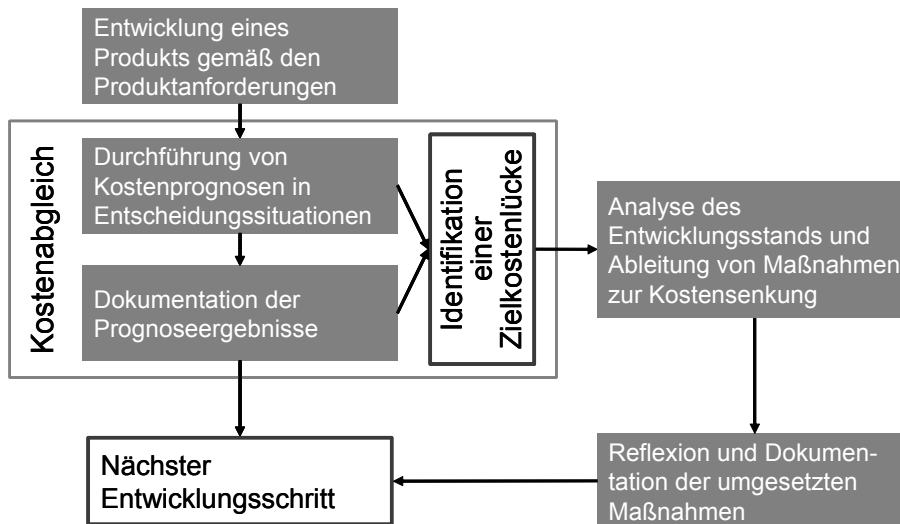 Entwicklung eines
Produkts gemäß den
Produktanforderungen
Kostenabgleich
Durchführung von
Kostenprognosen in
Entscheidungssituationen
Dokumentation der
Prognoseergebnisse
Identifikation
einer
Zielkostenlücke
Analyse des
Entwicklungsstands und
Ableitung von Maßnahmen
zur Kostensenkung
Reflexion und Dokumen-
tation der umgesetzten
Maßnahmen
Nächster
Entwicklungsschritt